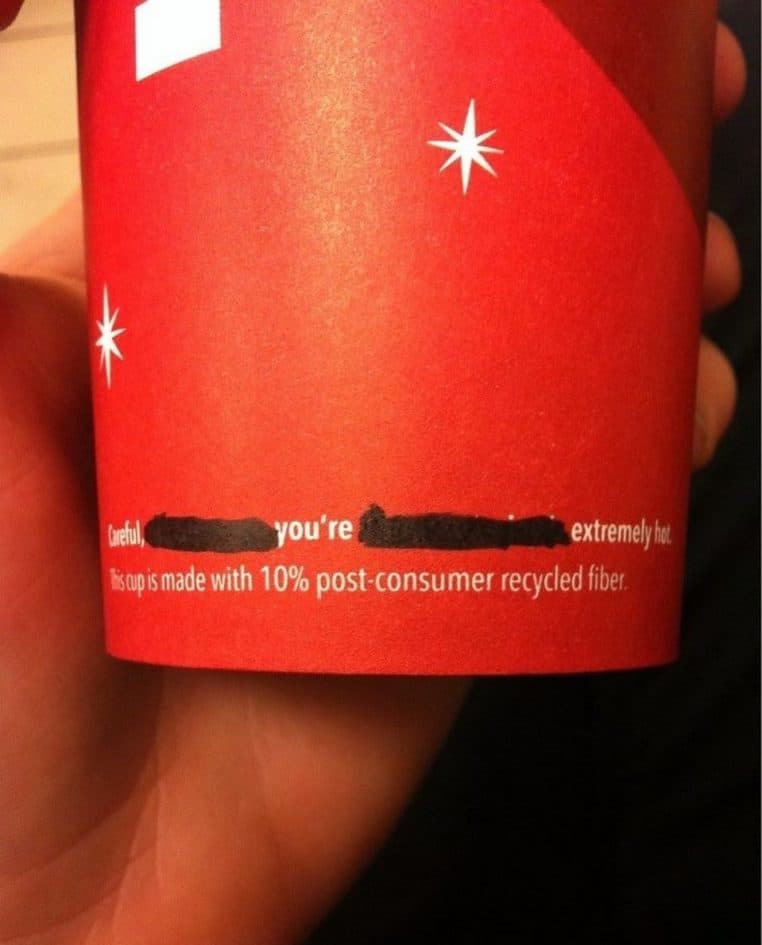 Careful, you're extremely hot.
This cup is made with 10% post-consumer recycled fiber.